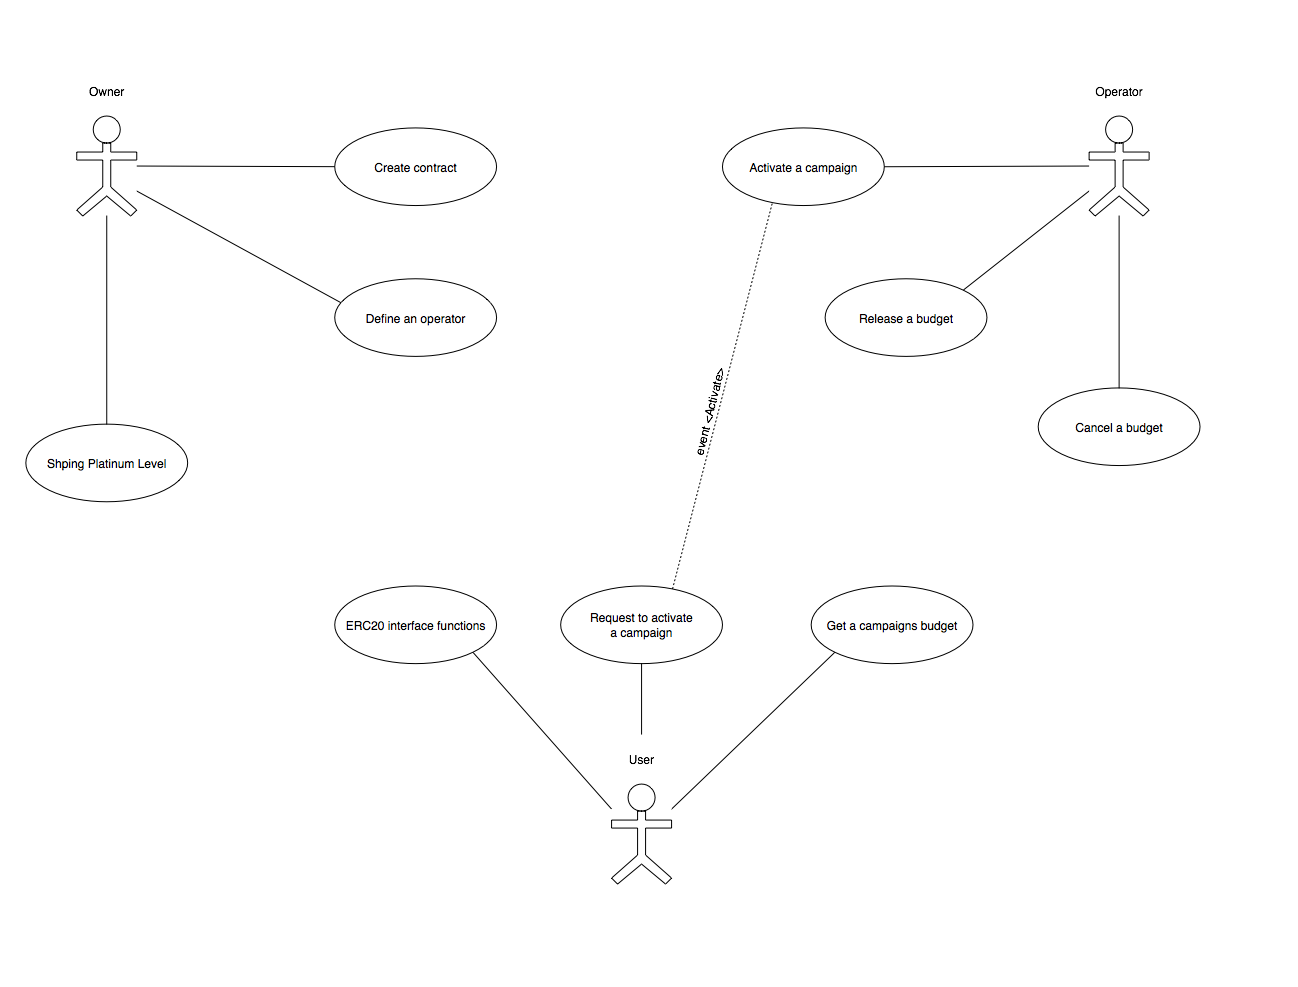 Owner
Operator
Create contract
Activate a campaign
Define an operator
Release a budget
event <Activate>
Cancel a budget
Shping Platinum Level
ERC20 interface functions
Request to activate
a campaign
Get a campaigns budget
User